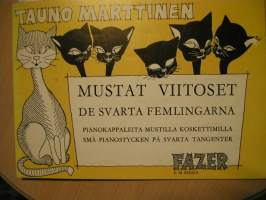 TAUNO MARTTINEN
MUSTAT VIITOSET
DE SVARTA FEMLINGARNA
PIANOKAPPALEITA MUSTILLA KOSKETTIMILLA
SMÅ PIANOSTYCKEN PÅ SVARTA TANGENTER
FAZER